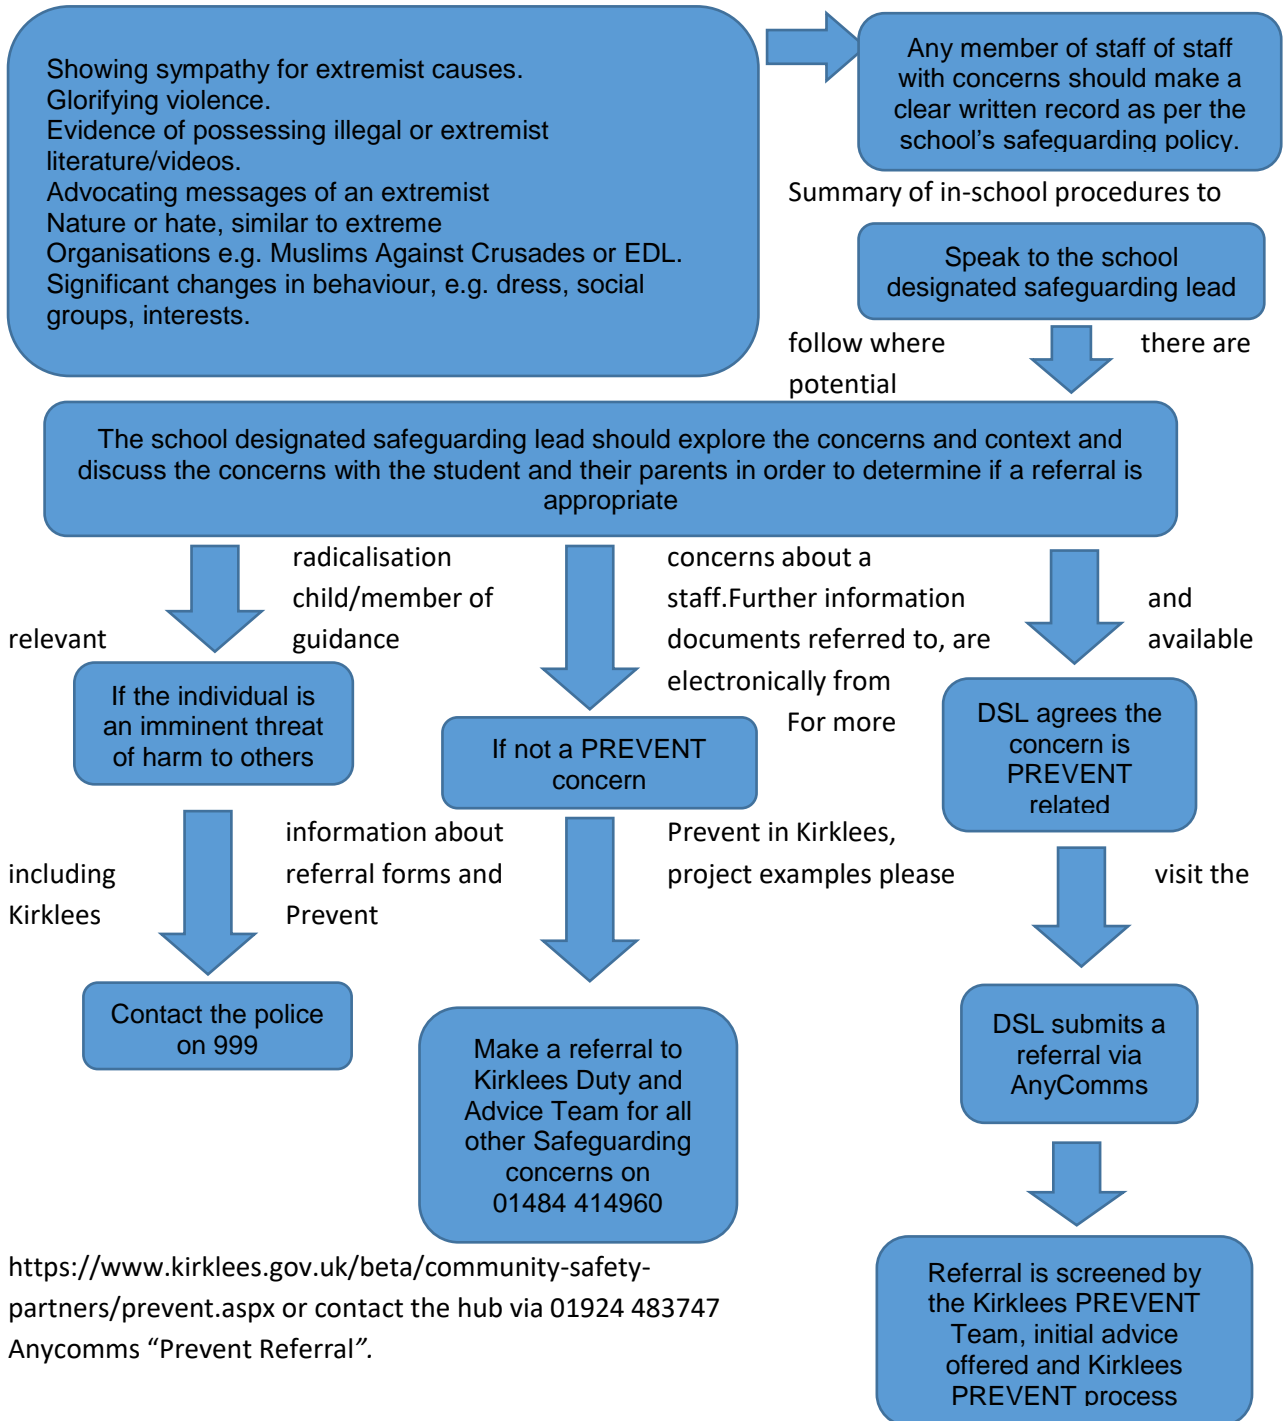 Showing sympathy for extremist causes.
Glorifying violence.
Evidence of possessing illegal or extremist
literature/videos.
Advocating messages of an extremist
Nature or hate, similar to extreme
Organisations e.g. Muslims Against Crusades or EDL.
Significant changes in behaviour, e.g. dress, social
groups, interests.
Any member of staff of staff
with concerns should make a
clear written record as per the
school’s safeguarding policy.
Summary of in-school procedures to
Speak to the school
designated safeguarding lead
follow where there are
potential
The school designated safeguarding lead should explore the concerns and context and
discuss the concerns with the student and their parents in order to determine if a referral is
appropriate
radicalisation concerns about a
child/member of staff.Further information and
relevant guidance documents referred to, are available
electronically from
For more
If the individual is
an imminent threat
of harm to others
If not a PREVENT
concern
DSL agrees the
concern is
PREVENT
related
information about Prevent in Kirklees,
including referral forms and project examples please visit the
Kirklees Prevent
Contact the police
on 999
Make a referral to
Kirklees Duty and
Advice Team for all
other Safeguarding
concerns on
01484 414960
DSL submits a
referral via
AnyComms
https://www.kirklees.gov.uk/beta/community-safety-
partners/prevent.aspx or contact the hub via 01924 483747
Anycomms “Prevent Referral”.
Referral is screened by
the Kirklees PREVENT
Team, initial advice
offered and Kirklees
PREVENT process